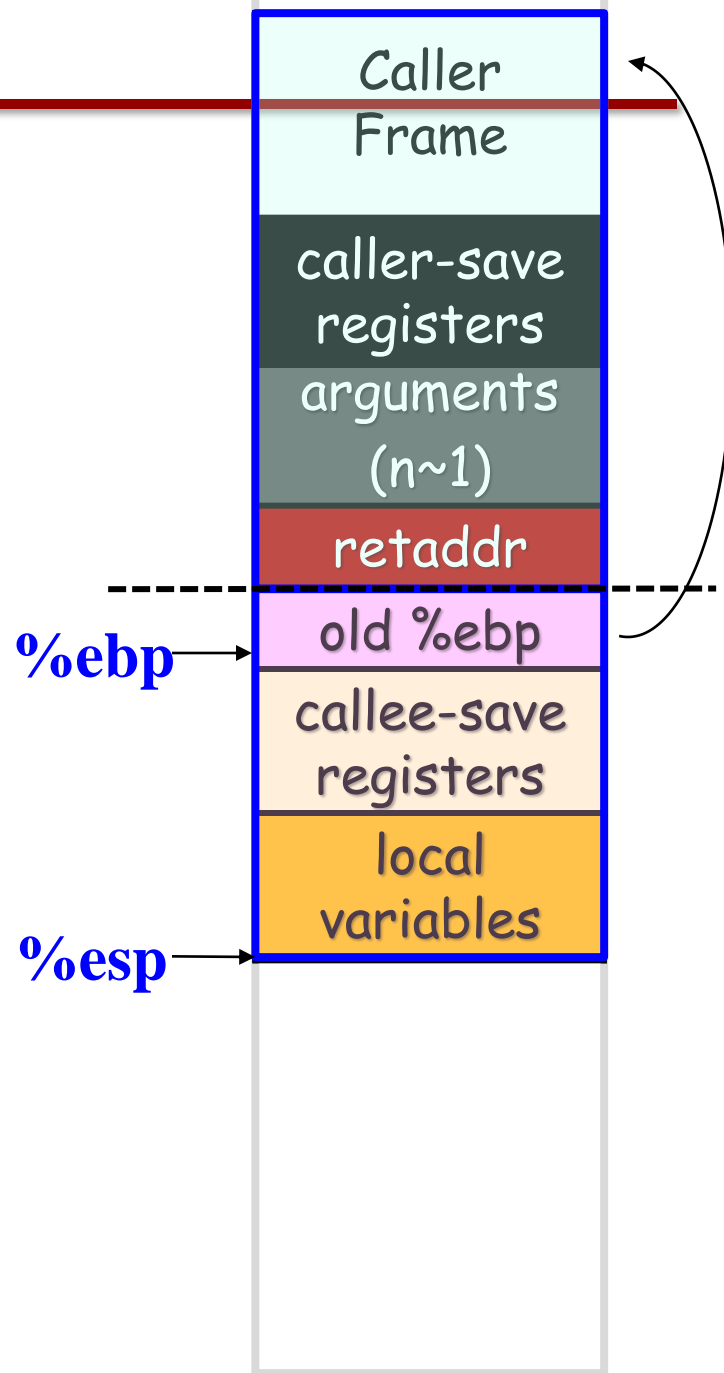 Caller
Frame
caller-save
registers
arguments
(n~1)
retaddr
old %ebp
%ebp
callee-save
registers
local
variables
%esp